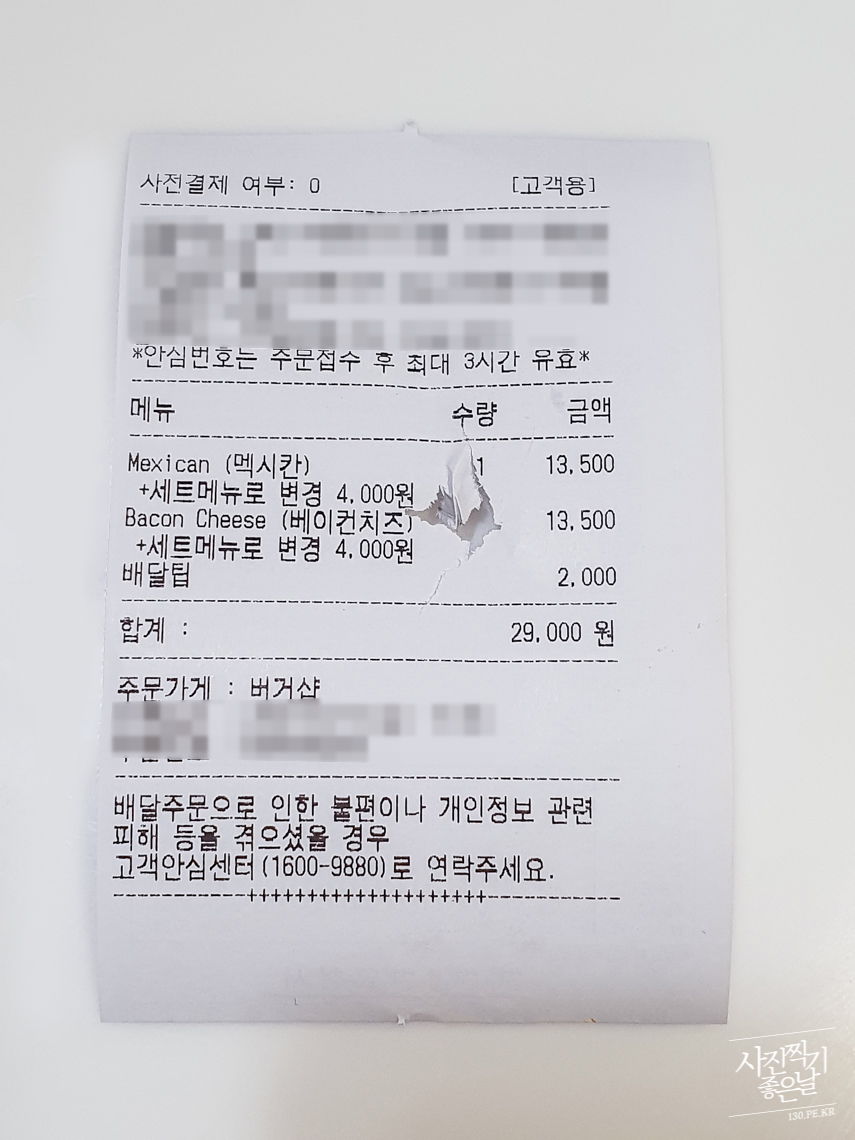 사전결제 여부: 0 [고객용]
*안심번호는 주문접수 후 최대 3시간 유효*
메뉴 수량 금액
Mexican (멕시칸) 1 13,500
+세트메뉴로 변경 4,000원
Bacon Cheese (베이컨치즈) 13,500
+세트메뉴로 변경 4,000원
배달팁 2,000
합계 : 29,000 원
주문가게 : 버거샵
배달주문으로 인한 불편이나 개인정보 관련
피해 등을 겪으셨을 경우
고객안심센터(1600-9880)로 연락주세요.
-----------++++++++++++++++++++-----------
사진찍기
좋은날
130.PE.KR